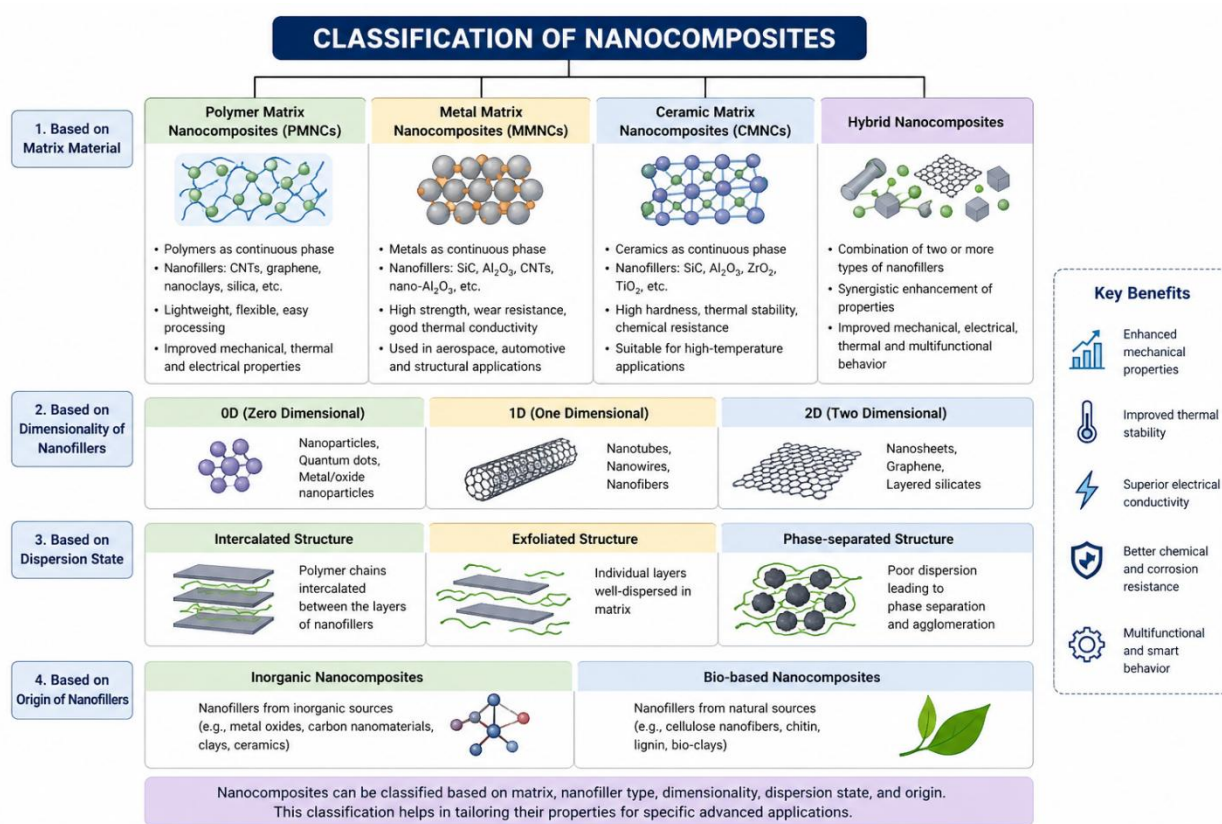 CLASSIFICATION OF NANOCOMPOSITES
1. Based on
Matrix Material
Polymer Matrix
Nanocomposites (PMNCs)
• Polymers as continuous phase
• Nanofillers: CNTs, graphene,
nanoclays, silica, etc.
• Lightweight, flexible, easy
processing
• Improved mechanical, thermal
and electrical properties
Metal Matrix
Nanocomposites (MMNCs)
• Metals as continuous phase
• Nanofillers: SiC, Al₂O₃, CNTs,
nano-Al₂O₃, etc.
• High strength, wear resistance,
good thermal conductivity
• Used in aerospace, automotive
and structural applications
Ceramic Matrix
Nanocomposites (CMNCs)
• Ceramics as continuous phase
• Nanofillers: SiC, Al₂O₃, ZrO₂,
TiO₂, etc.
• High hardness, thermal stability,
chemical resistance
• Suitable for high-temperature
applications
Hybrid Nanocomposites
• Combination of two or more
types of nanofillers
• Synergistic enhancement of
properties
• Improved mechanical, electrical,
thermal and multifunctional
behavior
2. Based on
Dimensionality of
Nanofillers
0D (Zero Dimensional)
Nanoparticles,
Quantum dots,
Metal/oxide
nanoparticles
1D (One Dimensional)
Nanotubes,
Nanowires,
Nanofibers
2D (Two Dimensional)
Nanosheets,
Graphene,
Layered silicates
3. Based on
Dispersion State
Intercalated Structure
Polymer chains
intercalated
between the layers
of nanofillers
Exfoliated Structure
Individual layers
well-dispersed in
matrix
Phase-separated Structure
Poor dispersion
leading to
phase separation
and agglomeration
4. Based on
Origin of Nanofillers
Inorganic Nanocomposites
Nanofillers from inorganic sources
(e.g., metal oxides, carbon nanomaterials,
clays, ceramics)
Bio-based Nanocomposites
Nanofillers from natural sources
(e.g., cellulose nanofibers, chitin,
lignin, bio-clays)
Key Benefits
Enhanced
mechanical
properties
Improved thermal
stability
Superior electrical
conductivity
Better chemical
and corrosion
resistance
Multifunctional
and smart
behavior
Nanocomposites can be classified based on matrix, nanofiller type, dimensionality, dispersion state, and origin.
This classification helps in tailoring their properties for specific advanced applications.